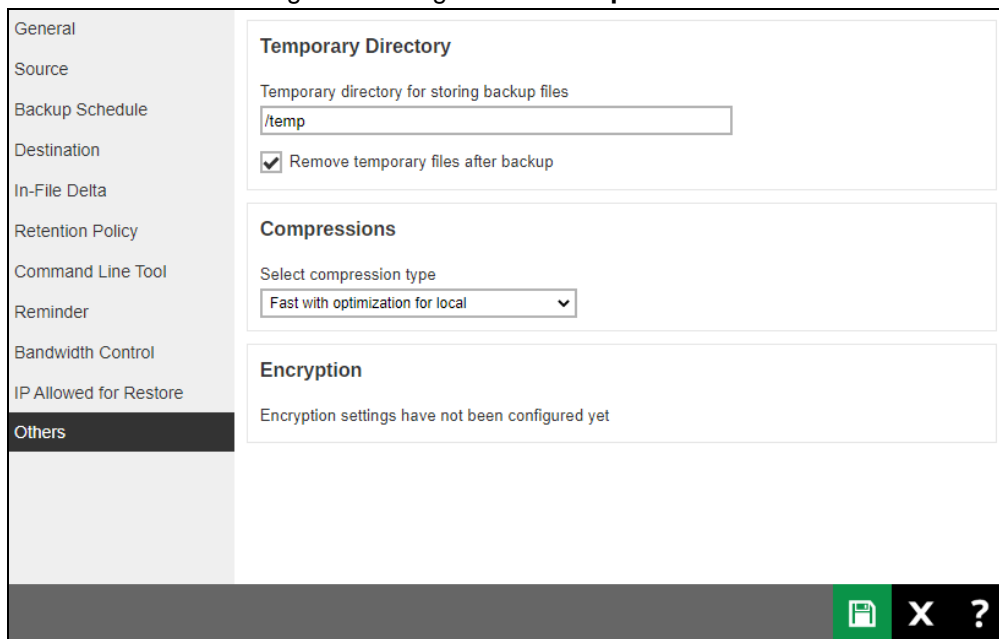 General
Source
Backup Schedule
Destination
In-File Delta
Retention Policy
Command Line Tool
Reminder
Bandwidth Control
IP Allowed for Restore
Others
Temporary Directory
Temporary directory for storing backup files
/temp
Remove temporary files after backup
Compressions
Select compression type
Fast with optimization for local
Encryption
Encryption settings have not been configured yet
X ?